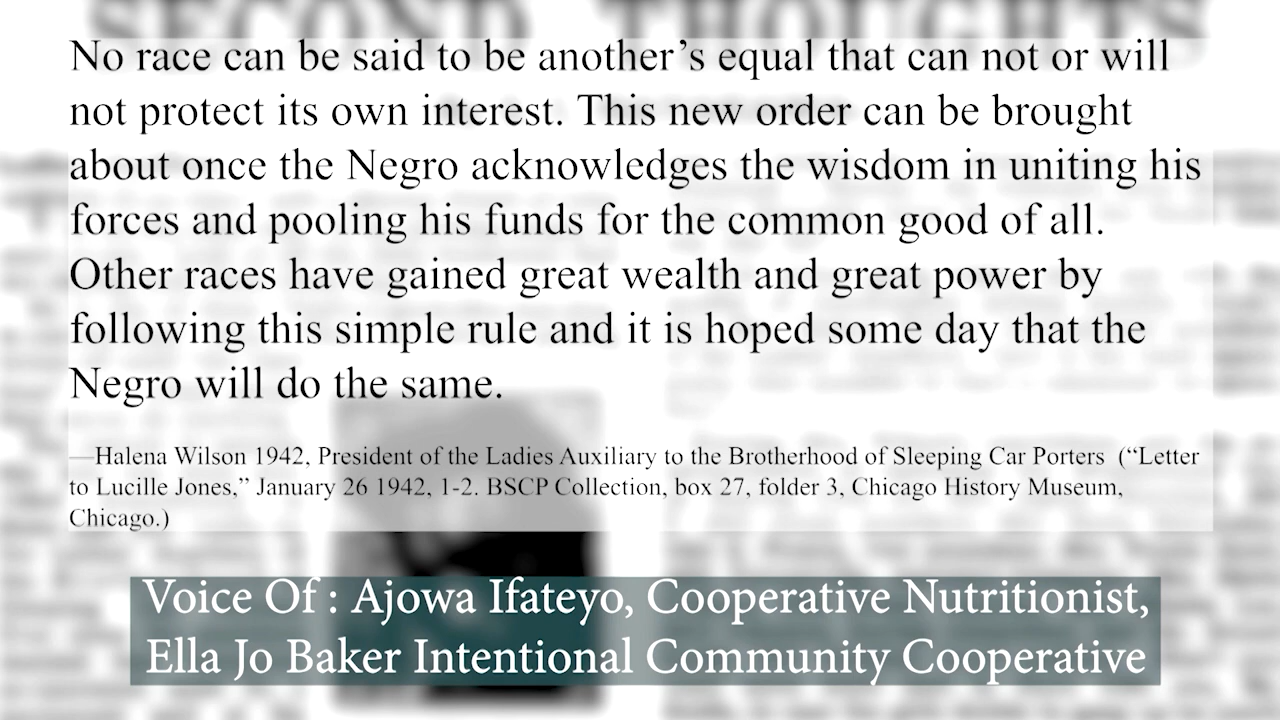 SECOND THOUGHTS
No race can be said to be another’s equal that can not or will
not protect its own interest. This new order can be brought
about once the Negro acknowledges the wisdom in uniting his
forces and pooling his funds for the common good of all.
Other races have gained great wealth and great power by
following this simple rule and it is hoped some day that the
Negro will do the same.
—Halena Wilson 1942, President of the Ladies Auxiliary to the Brotherhood of Sleeping Car Porters (“Letter
to Lucille Jones,” January 26 1942, 1-2. BSCP Collection, box 27, folder 3, Chicago History Museum,
Chicago.)
Voice Of : Ajowa Ifateyo, Cooperative Nutritionist,
Ella Jo Baker Intentional Community Cooperative